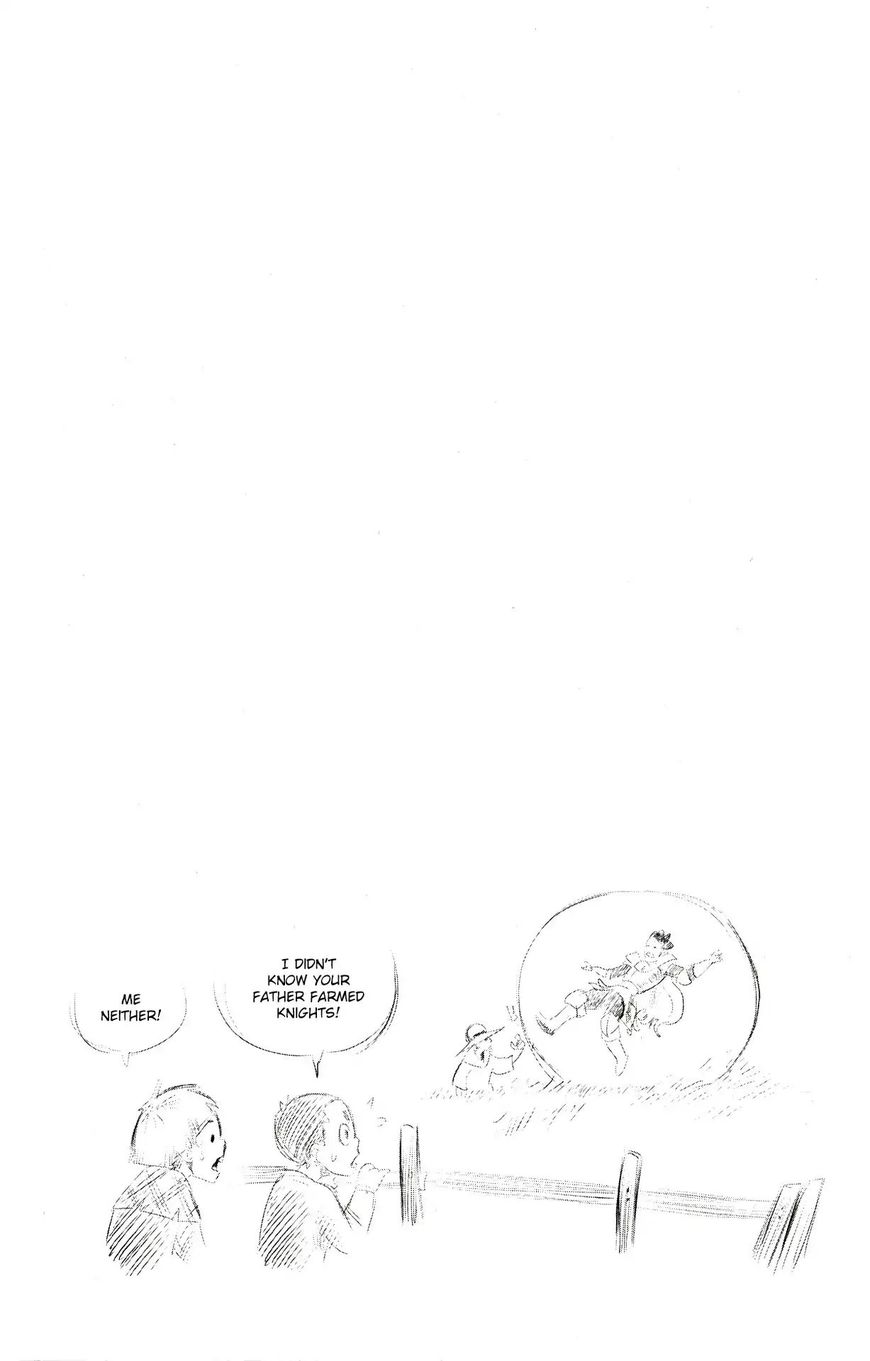 I DIDN'T
KNOW YOUR
FATHER FARMED
KNIGHTS!
ME
NEITHER!